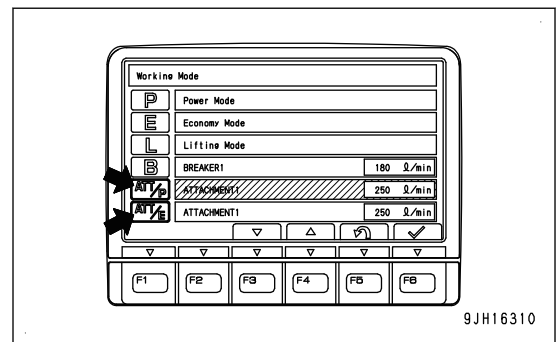 Working Mode
P Power Mode
E Economy Mode
L Lifting Mode
B BREAKER1 180 ℓ/min
ATT/P ATTACHMENT1 250 ℓ/min
ATT/E ATTACHMENT1 250 ℓ/min
F1 F2 F3 F4 F5 F6
9JH16310